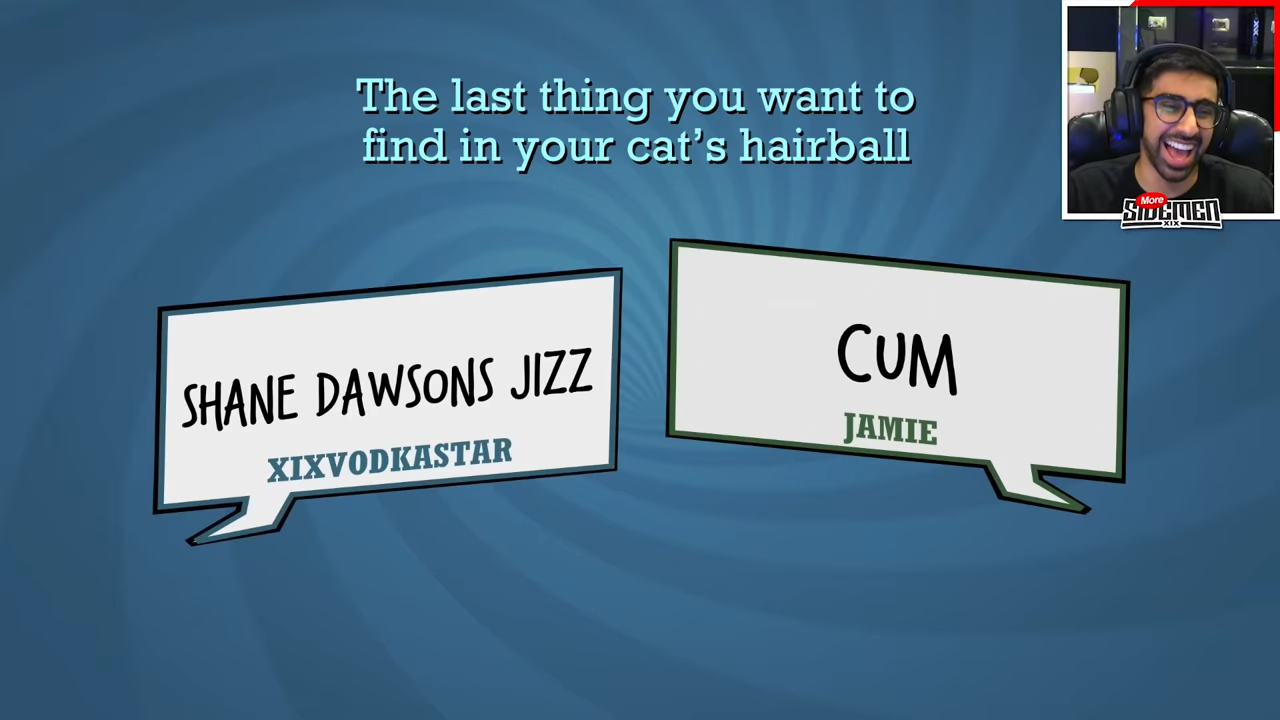 The last thing you want to
find in your cat's hairball
More
SIDEMEN
XIX
SHANE DAWSONS JIZZ
XIXVODKASTAR
CUM
JAMIE